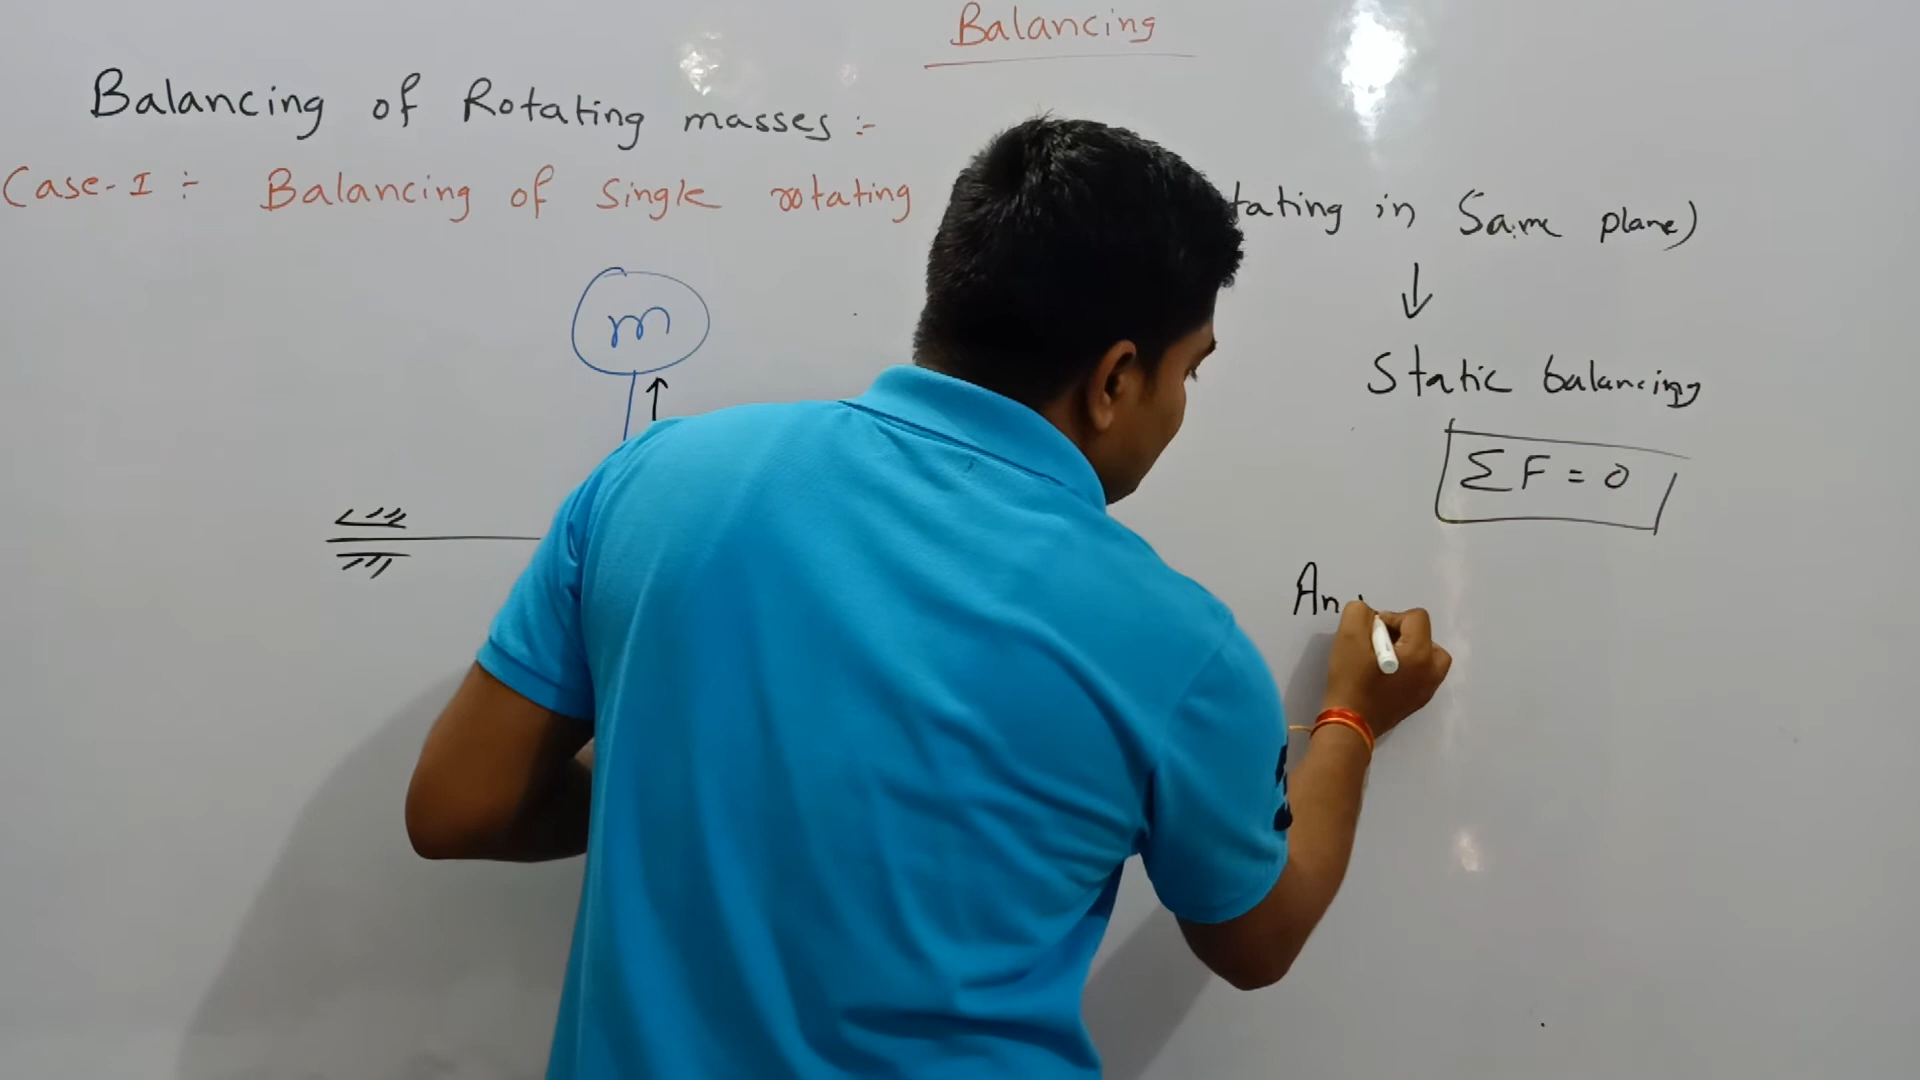 Balancing
Balancing of Rotating masses :-
Case-I :- Balancing of single rotating tating in Same plane)
m
Static balancing
ΣF = 0
An